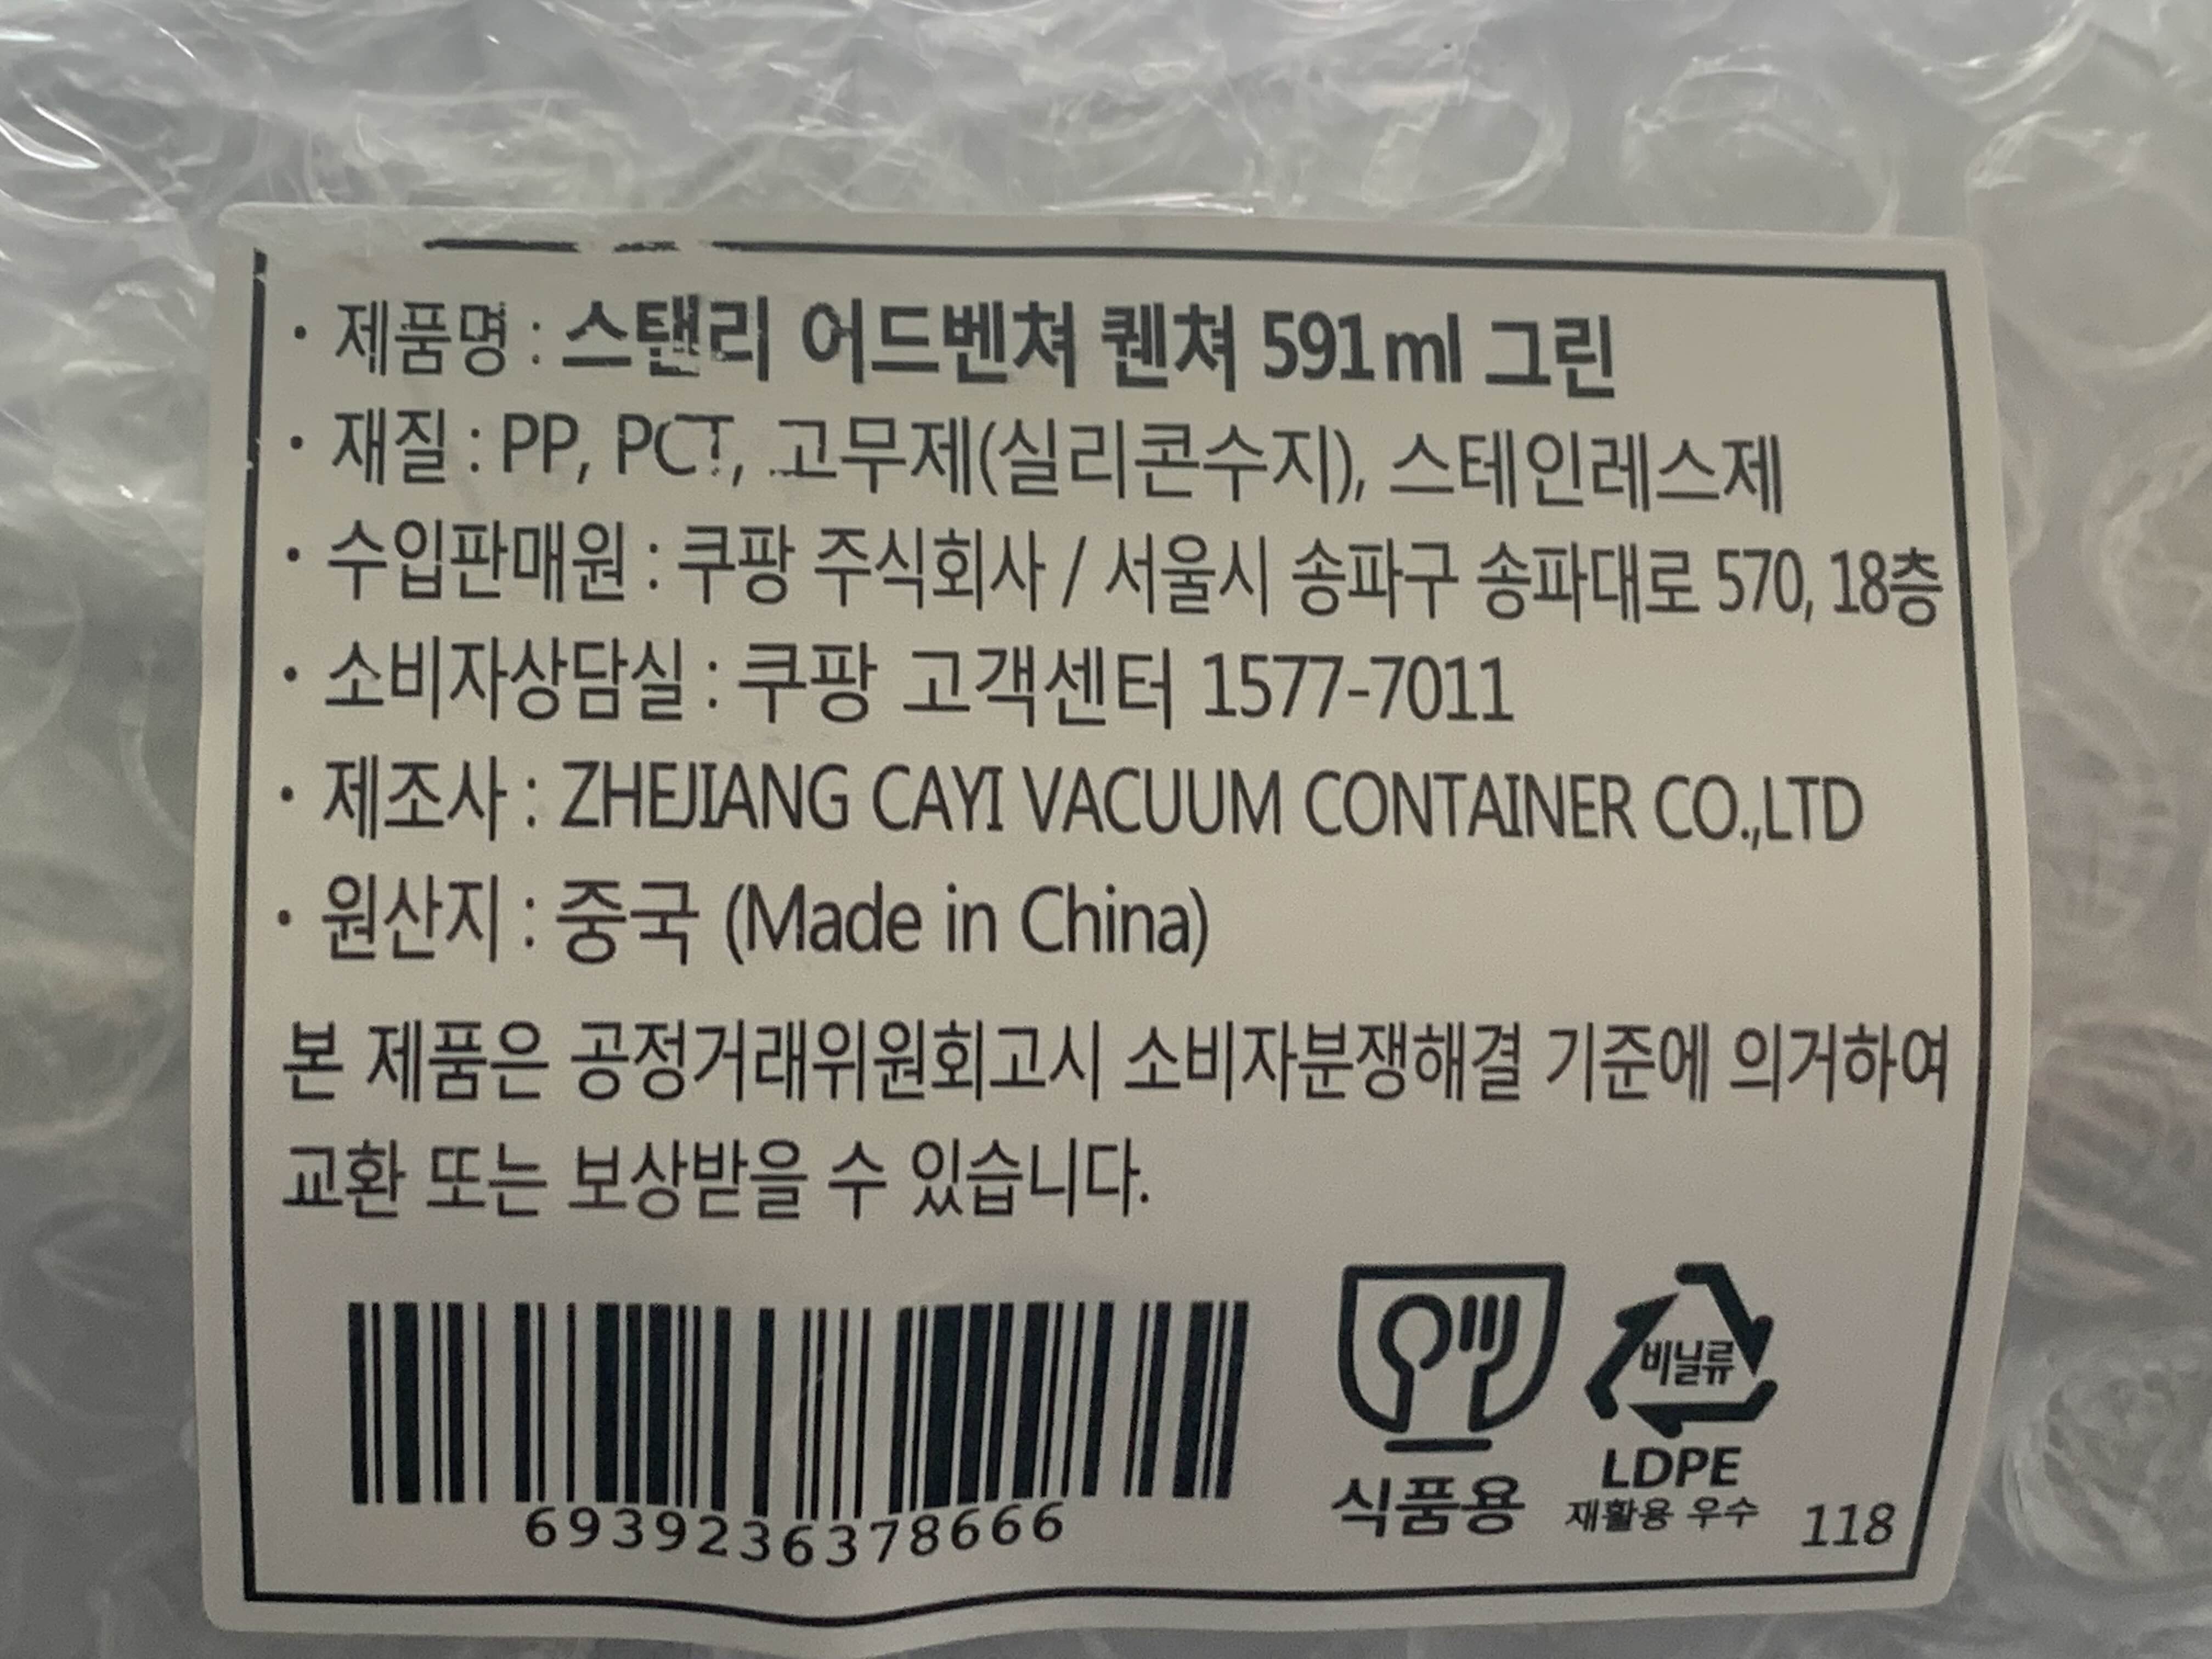 · 제품명 : 스탠리 어드벤쳐 퀜쳐 591ml 그린
· 재질 : PP, PCT, 고무제(실리콘수지), 스테인레스제
· 수입판매원 : 쿠팡 주식회사 / 서울시 송파구 송파대로 570, 18층
· 소비자상담실 : 쿠팡 고객센터 1577-7011
· 제조사 : ZHEJIANG CAYI VACUUM CONTAINER CO.,LTD
· 원산지 : 중국 (Made in China)
본 제품은 공정거래위원회고시 소비자분쟁해결 기준에 의거하여
교환 또는 보상받을 수 있습니다.
6939236378666
식품용
비닐류
LDPE
재활용 우수
118